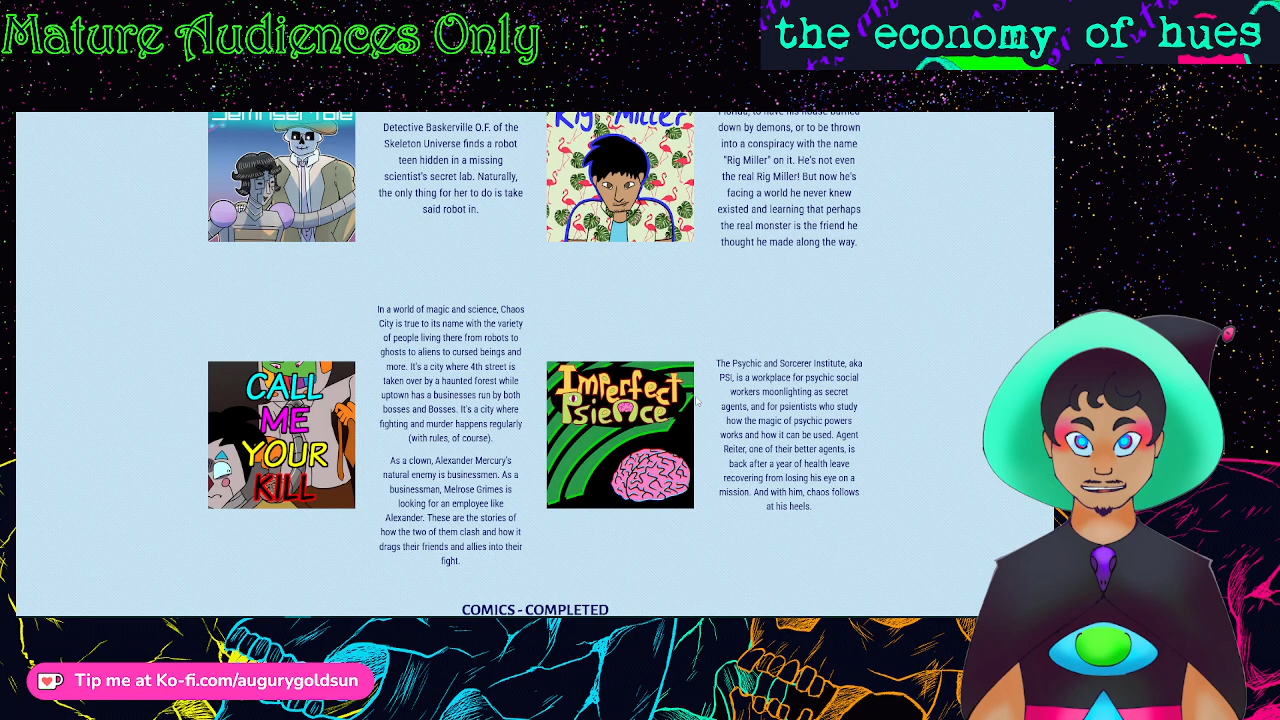 Mature Audiences Only
the economy of hues
Detective Baskerville O.F. of the
Skeleton Universe finds a robot
teen hidden in a missing
scientist's secret lab. Naturally,
the only thing for her to do is take
said robot in.
Rig Miller
Florida, to have his house burned
down by demons, or to be thrown
into a conspiracy with the name
"Rig Miller" on it. He's not even
the real Rig Miller! But now he's
facing a world he never knew
existed and learning that perhaps
the real monster is the friend he
thought he made along the way.
CALL
ME
YOUR
KILL
In a world of magic and science, Chaos
City is true to its name with the variety
of people living there from robots to
ghosts to aliens to cursed beings and
more. It's a city where 4th street is
taken over by a haunted forest while
uptown has a businesses run by both
bosses and Bosses. It's a city where
fighting and murder happens regularly
(with rules, of course).
As a clown, Alexander Mercury's
natural enemy is businessmen. As a
businessman, Melrose Grimes is
looking for an employee like
Alexander. These are the stories of
how the two of them clash and how it
drags their friends and allies into their
fight.
Imperfect
Psience
The Psychic and Sorcerer Institute, aka
PSI, is a workplace for psychic social
workers moonlighting as secret
agents, and for psientists who study
how the magic of psychic powers
works and how it can be used. Agent
Reiter, one of their better agents, is
back after a year of health leave
recovering from losing his eye on a
mission. And with him, chaos follows
at his heels.
COMICS - COMPLETED
Tip me at Ko-fi.com/augurygoldsun